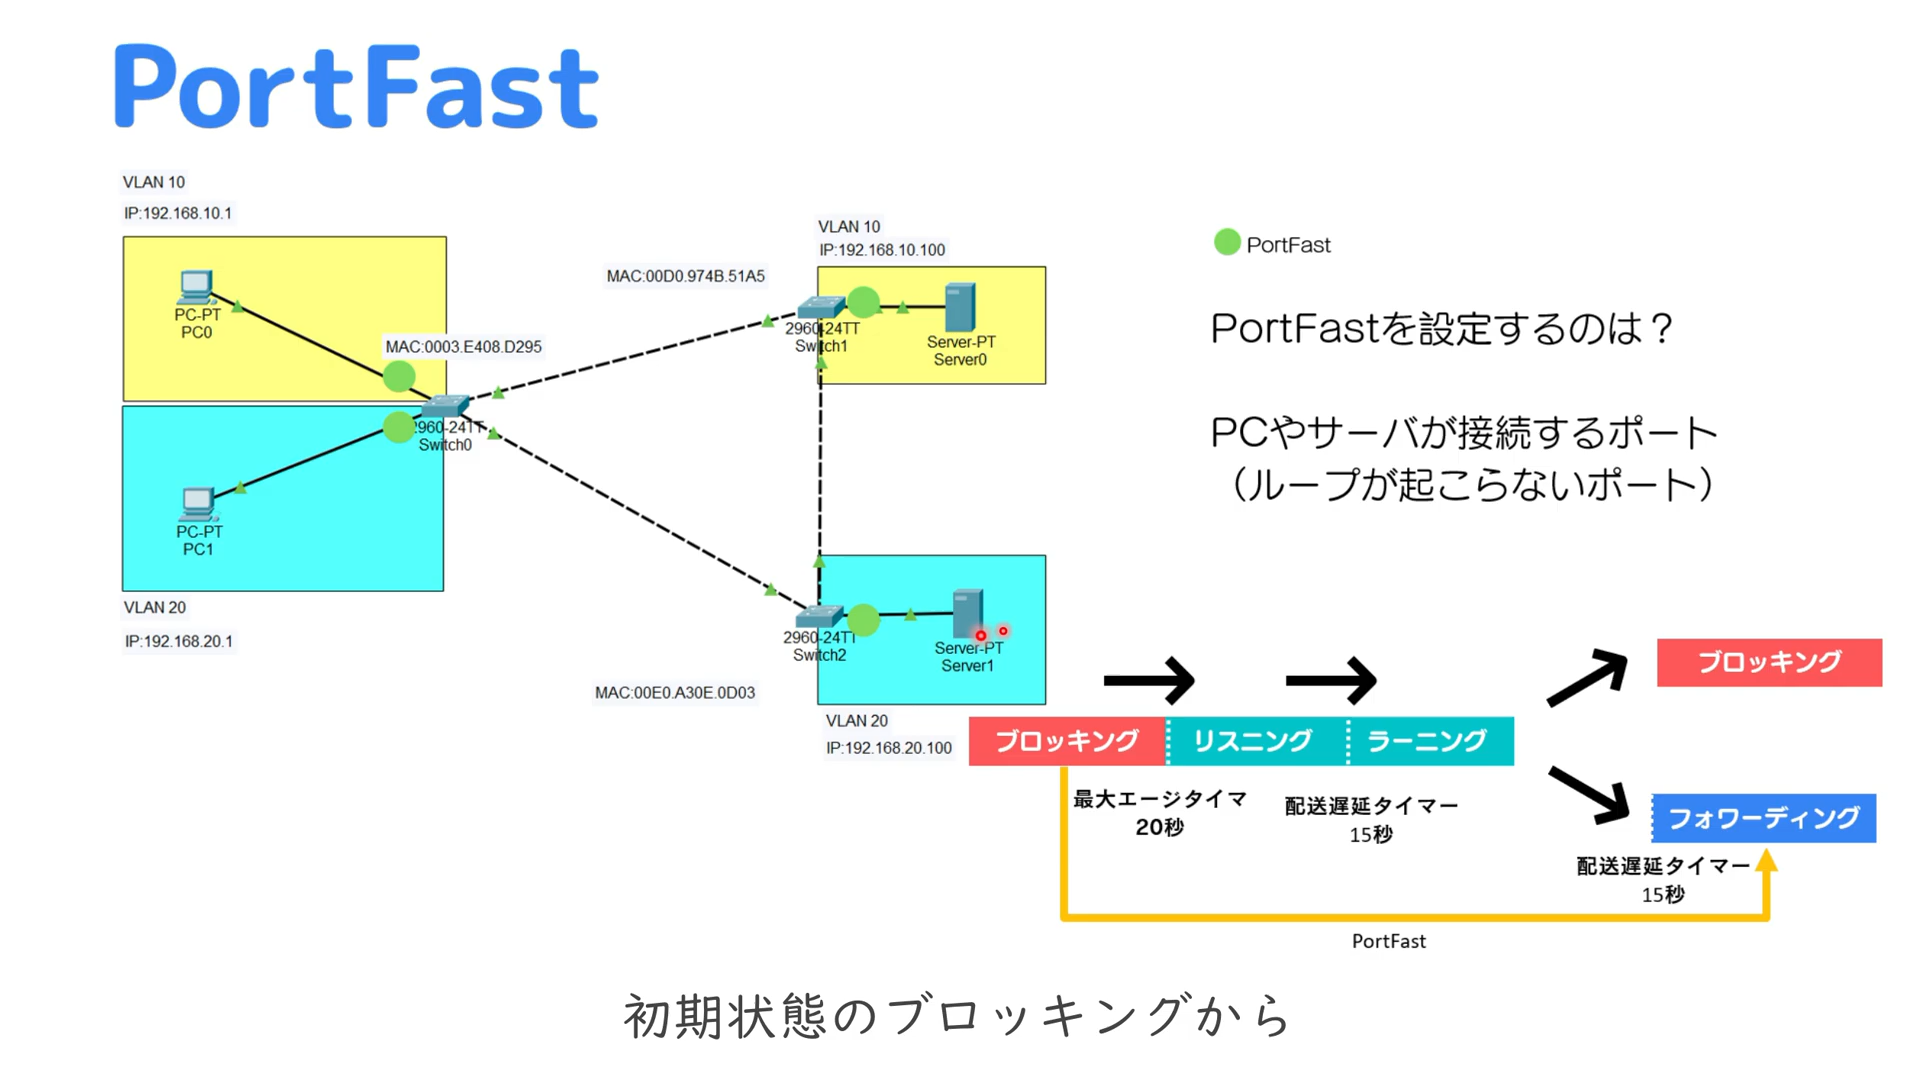 PortFast
VLAN 10
IP:192.168.10.1
PC-PT
PC0
MAC:0003.E408.D295
2960-24TT
Switch0
PC-PT
PC1
VLAN 20
IP:192.168.20.1
MAC:00D0.974B.51A5
VLAN 10
IP:192.168.10.100
2960-24TT
Switch1
Server-PT
Server0
2960-24TT
Switch2
Server-PT
Server1
MAC:00E0.A30E.0D03
VLAN 20
IP:192.168.20.100
PortFast
PortFastを設定するのは？
PCやサーバが接続するポート
（ループが起こらないポート）
ブロッキング
リスニング
ラーニング
ブロッキング
フォワーディング
最大エージタイマ
20秒
配送遅延タイマー
15秒
配送遅延タイマー
15秒
PortFast
初期状態のブロッキングから